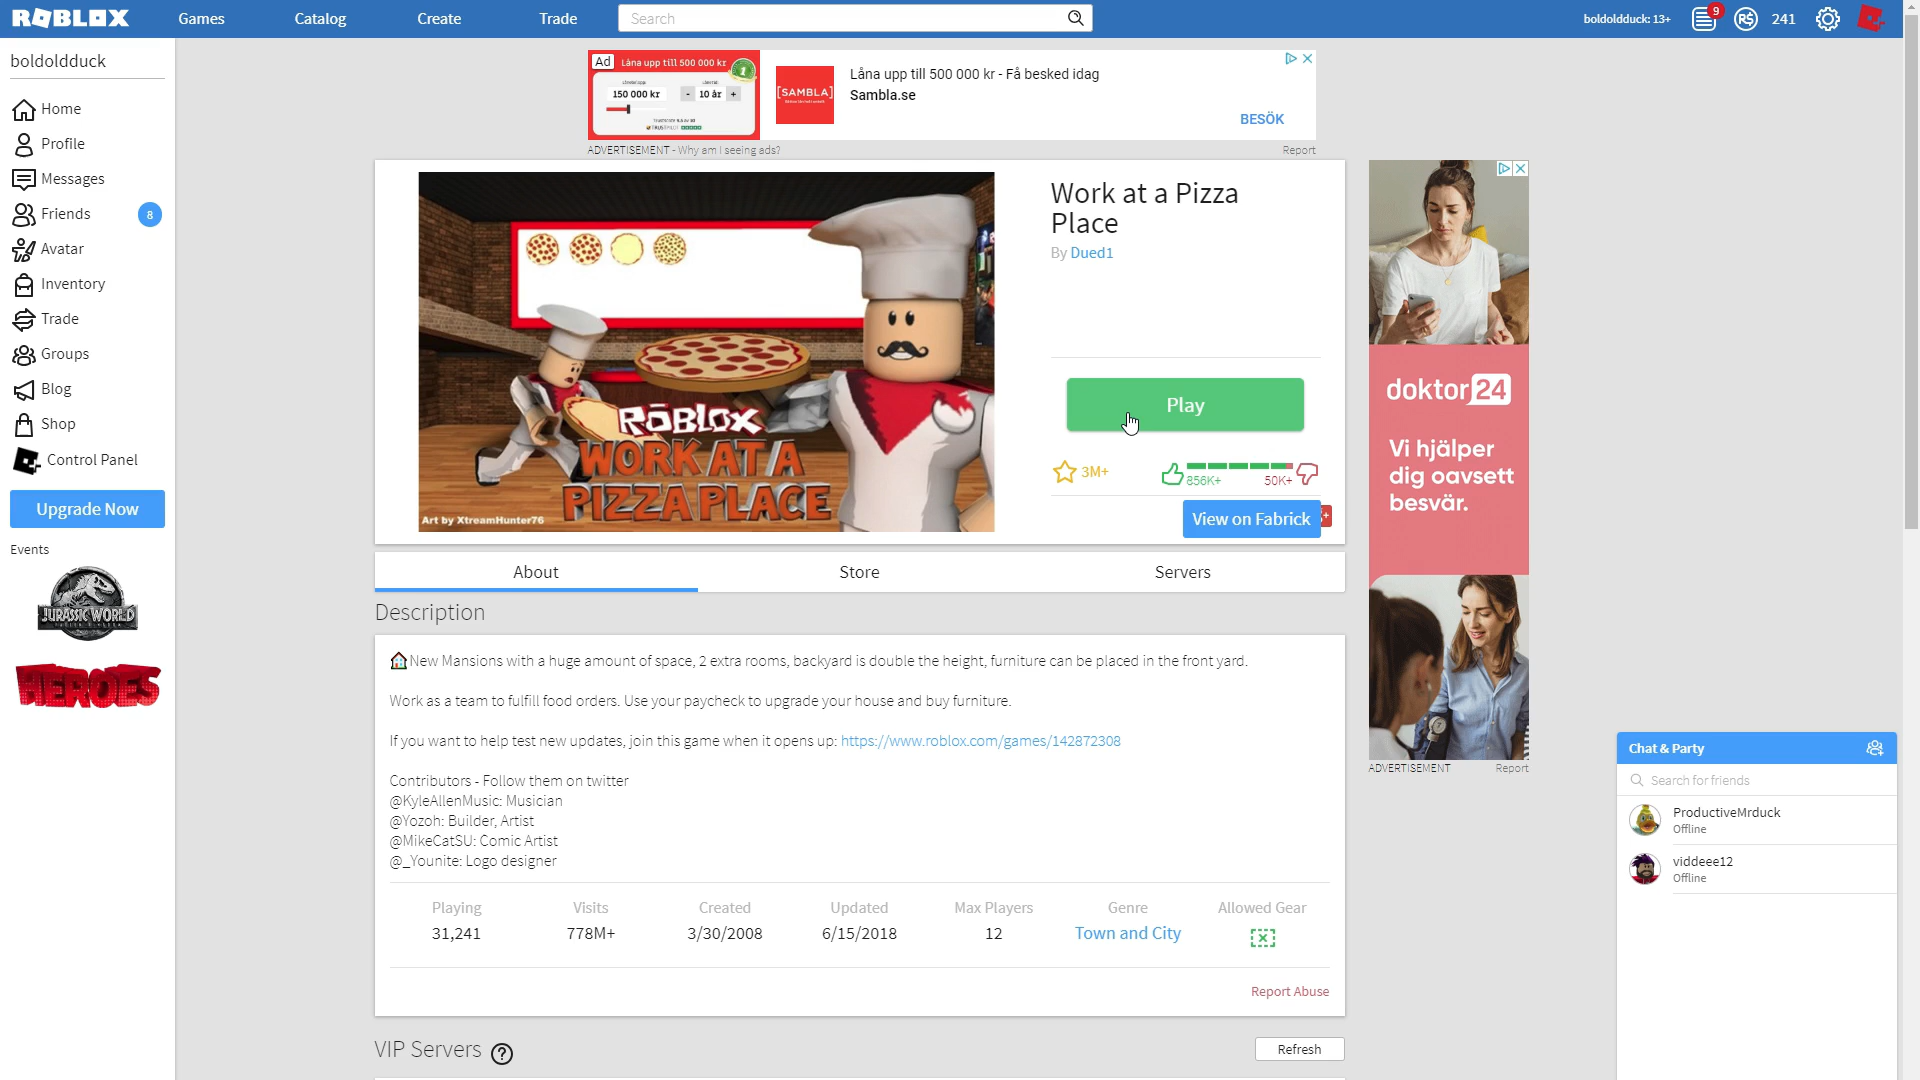 ROBLOX
Games
Catalog
Create
Trade
Search
boldoldduck: 13+
9
R$
241
boldoldduck
Home
Profile
Messages
Friends
8
Avatar
Inventory
Trade
Groups
Blog
Shop
Control Panel
Upgrade Now
Events
JURASSIC WORLD
HEROES
Ad
Låna upp till 500 000 kr
1
150 000 kr
- 10 år +
TRUSTPILOT
[SAMBLA]
Låna upp till 500 000 kr - Få besked idag
Sambla.se
BESÖK
ADVERTISEMENT - Why am I seeing ads?
Report
ROBLOX
WORK AT A
PIZZA PLACE
Art by XtreamHunter76
Work at a Pizza
Place
By Dued1
Play
3M+
856K+
50K+
View on Fabrick
+
About
Store
Servers
Description
New Mansions with a huge amount of space, 2 extra rooms, backyard is double the height, furniture can be placed in the front yard.
Work as a team to fulfill food orders. Use your paycheck to upgrade your house and buy furniture.
If you want to help test new updates, join this game when it opens up: https://www.roblox.com/games/142872308
Contributors - Follow them on twitter
@KyleAllenMusic: Musician
@Yozoh: Builder, Artist
@MikeCatSU: Comic Artist
@_Younite: Logo designer
Playing
Visits
Created
Updated
Max Players
Genre
Allowed Gear
31,241
778M+
3/30/2008
6/15/2018
12
Town and City
Report Abuse
VIP Servers
?
Refresh
doktor24
Vi hjälper
dig oavsett
besvär.
ADVERTISEMENT
Report
Chat & Party
Search for friends
ProductiveMrduck
Offline
viddeee12
Offline